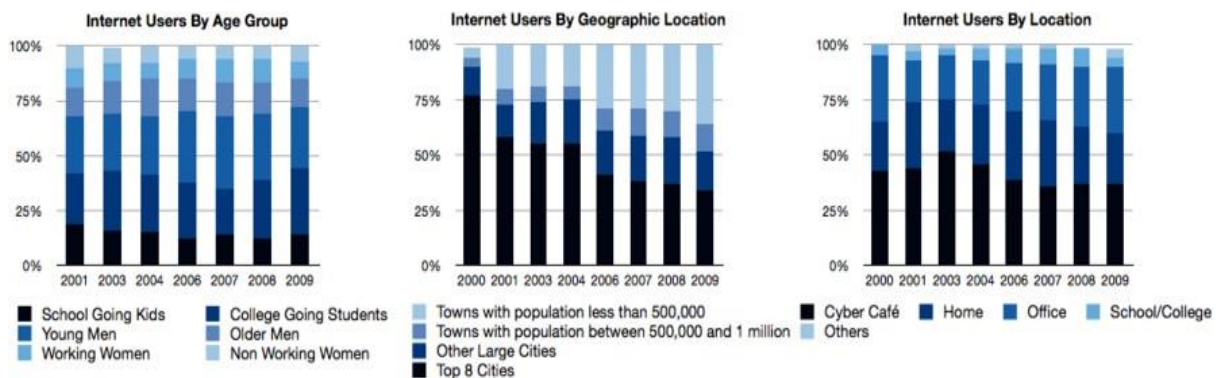 Internet Users By Age Group
100%
75%
50%
25%
0%
2001 2003 2004 2006 2007 2008 2009
School Going Kids College Going Students
Young Men Older Men
Working Women Non Working Women
Internet Users By Geographic Location
100%
75%
50%
25%
0%
2000 2001 2003 2004 2006 2007 2008 2009
Towns with population less than 500,000
Towns with population between 500,000 and 1 million
Other Large Cities
Top 8 Cities
Internet Users By Location
100%
75%
50%
25%
0%
2000 2001 2003 2004 2006 2007 2008 2009
Cyber Café Home Office School/College
Others